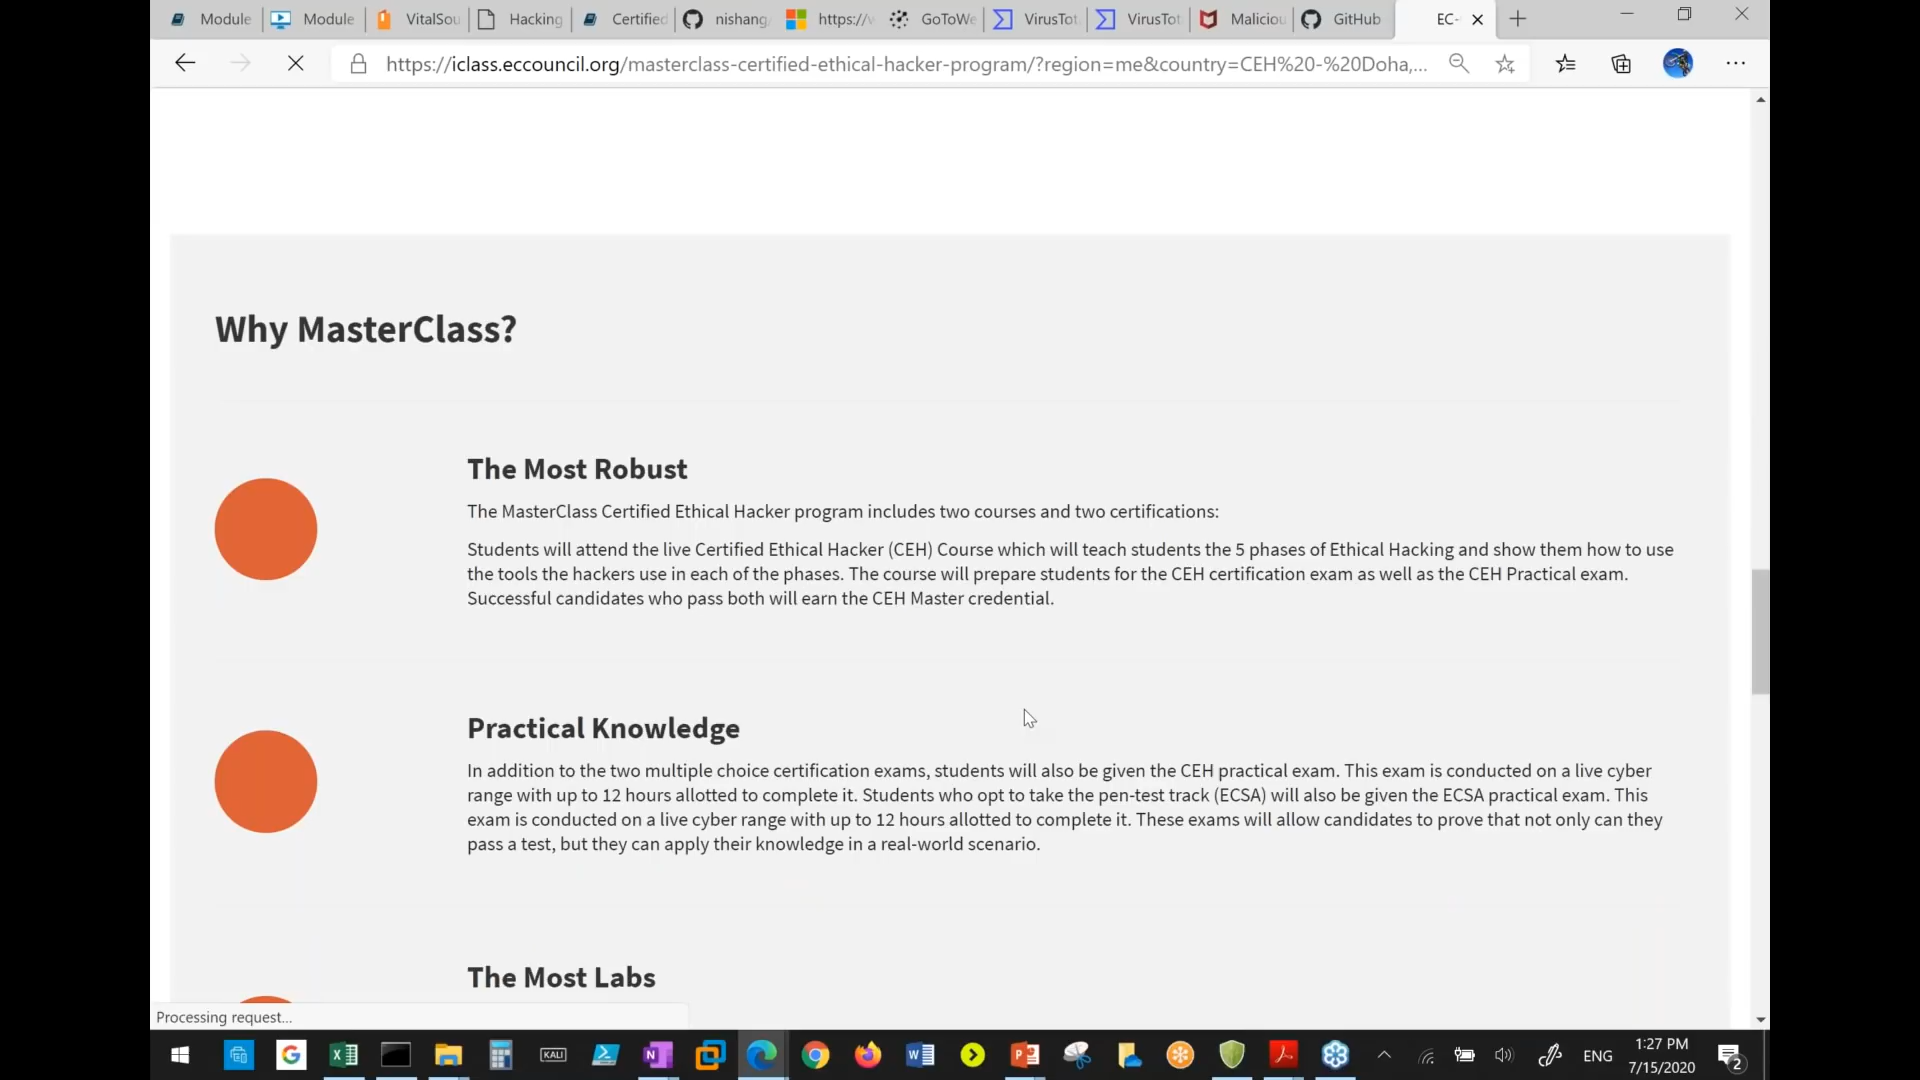 Module
Module
VitalSou
Hacking
Certified
nishang
https://w
GoToWe
VirusTot
VirusTot
Maliciou
GitHub
EC-
https://iclass.eccouncil.org/masterclass-certified-ethical-hacker-program/?region=me&country=CEH%20-%20Doha,...
Why MasterClass?
The Most Robust
The MasterClass Certified Ethical Hacker program includes two courses and two certifications:
Students will attend the live Certified Ethical Hacker (CEH) Course which will teach students the 5 phases of Ethical Hacking and show them how to use
the tools the hackers use in each of the phases. The course will prepare students for the CEH certification exam as well as the CEH Practical exam.
Successful candidates who pass both will earn the CEH Master credential.
Practical Knowledge
In addition to the two multiple choice certification exams, students will also be given the CEH practical exam. This exam is conducted on a live cyber
range with up to 12 hours allotted to complete it. Students who opt to take the pen-test track (ECSA) will also be given the ECSA practical exam. This
exam is conducted on a live cyber range with up to 12 hours allotted to complete it. These exams will allow candidates to prove that not only can they
pass a test, but they can apply their knowledge in a real-world scenario.
The Most Labs
Processing request...
KALI
ENG
1:27 PM
7/15/2020
2